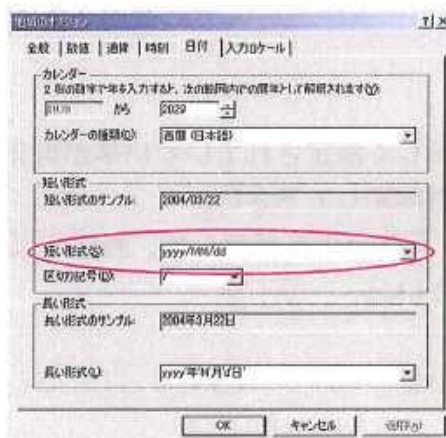 地域のオプション
? ×
全般 数値 通貨 時刻 日付 入力ロケール
カレンダー
2 桁の数字で年を入力すると、次の範囲内での暦年として解釈されます(Y):
1930 から 2029
カレンダーの種類(C): 西暦 (日本語)
短い形式
短い形式のサンプル: 2004/03/22
短い形式(S): yyyy/MM/dd
区切り記号(D): /
長い形式
長い形式のサンプル: 2004年3月22日
長い形式(L): yyyy'年'M'月'd'日'
OK キャンセル 適用(A)